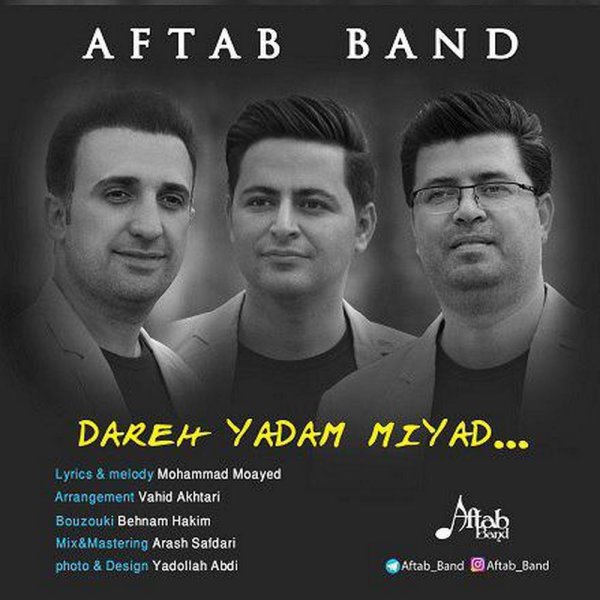 AFTAB BAND
DAREH YADAM MIYAD...
Lyrics & melody Mohammad Moayed
Arrangement Vahid Akhtari
Bouzouki Behnam Hakim
Mix&Mastering Arash Safdari
photo & Design Yadollah Abdi
Aftab
Band
Aftab_Band Aftab_Band